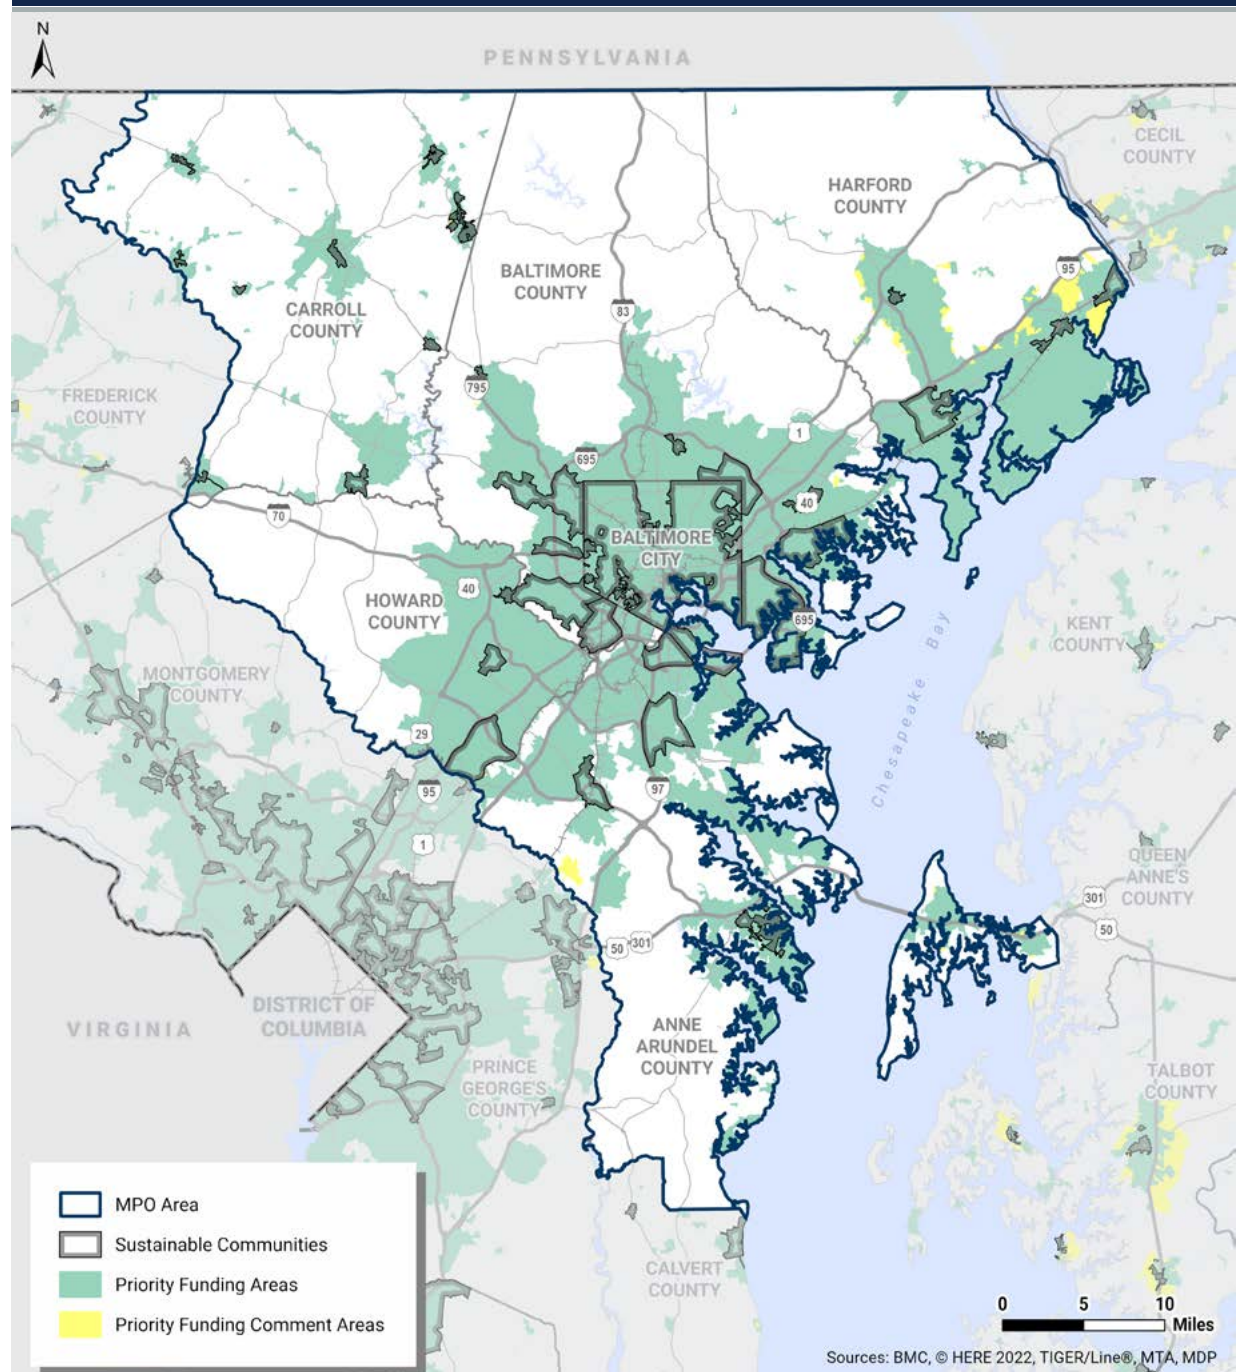 N
PENNSYLVANIA
CECIL
COUNTY
HARFORD
COUNTY
95
BALTIMORE
COUNTY
83
CARROLL
COUNTY
795
FREDERICK
COUNTY
1
695
40
70
BALTIMORE
CITY
40
HOWARD
COUNTY
695
KENT
COUNTY
MONTGOMERY
COUNTY
29
Chesapeake Bay
95
97
1
QUEEN
ANNE'S
COUNTY
301
50
50
301
DISTRICT OF
COLUMBIA
VIRGINIA
ANNE
ARUNDEL
COUNTY
PRINCE
GEORGE'S
COUNTY
TALBOT
COUNTY
CALVERT
COUNTY
MPO Area
Sustainable Communities
Priority Funding Areas
Priority Funding Comment Areas
0 5 10
Miles
Sources: BMC, © HERE 2022, TIGER/Line®, MTA, MDP